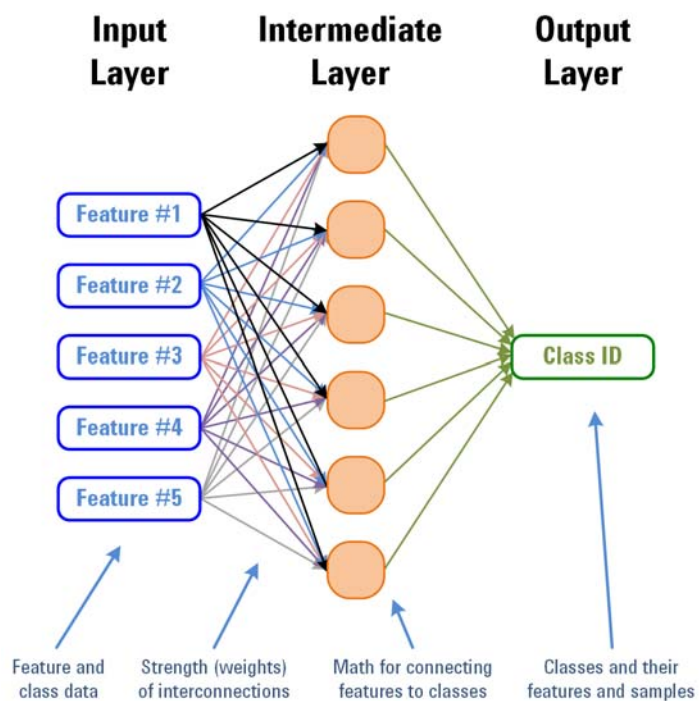 Input
Layer
Intermediate
Layer
Output
Layer
Feature #1
Feature #2
Feature #3
Feature #4
Feature #5
Class ID
Feature and
class data
Strength (weights)
of interconnections
Math for connecting
features to classes
Classes and their
features and samples